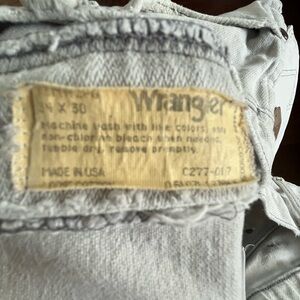 X 30 Wrangler
Machine wash with like colors, use
non-chlorine bleach when needed.
Tumble dry, remove promptly.
MADE IN USA C277-017